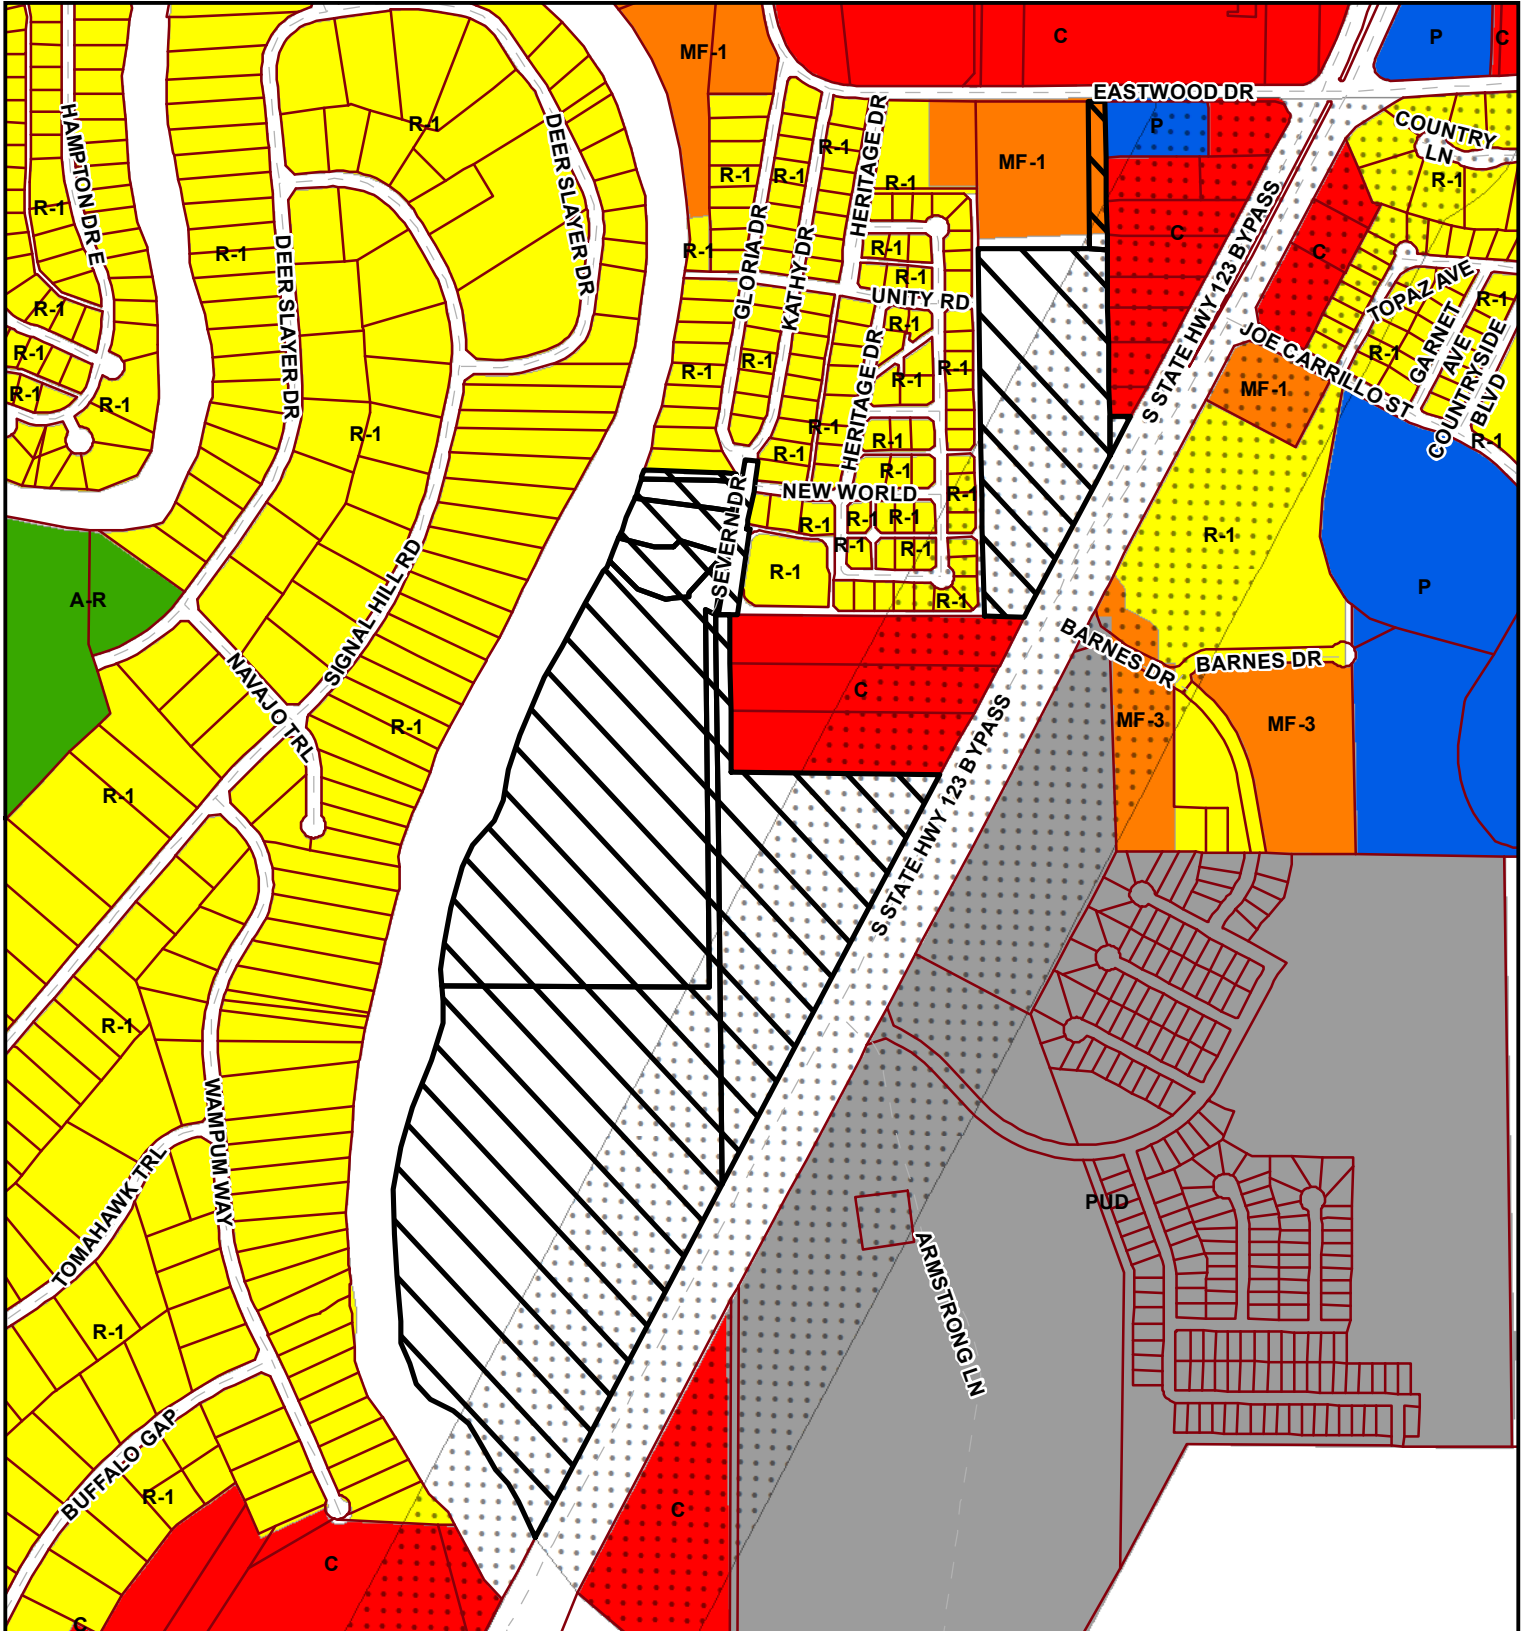 C
P
C
MF-1
EASTWOOD DR
HAMPTON DR E
R-1
DEER SLAYER DR
R-1
HERITAGE DR
MF-1
P
COUNTRY
LN
R-1
R-1
R-1
R-1
R-1
R-1
DEER SLAYER DR
R-1
GLORIA DR
KATHY DR
R-1
R-1
C
S STATE HWY 123 BYPASS
C
TOPAZ AVE
R-1
R-1
UNITY RD
R-1
R-1
R-1
R-1
HERITAGE DR
R-1
R-1
JOE CARRILLO ST
R-1
GARNET
AVE
COUNTRYSIDE
BLVD
R-1
R-1
MF-1
R-1
R-1
R-1
R-1
R-1
R-1
R-1
NEW WORLD
R-1
SEVERN DR
R-1
R-1
R-1
R-1
R-1
R-1
R-1
R-1
P
A-R
SIGNAL HILL RD
NAVAJO TRL
BARNES DR
BARNES DR
C
R-1
MF-3
MF-3
R-1
S STATE HWY 123 BYPASS
R-1
WAMPUM WAY
TOMAHAWK TRL
PUD
ARMSTRONG LN
R-1
BUFFALO GAP
R-1
C
C
C